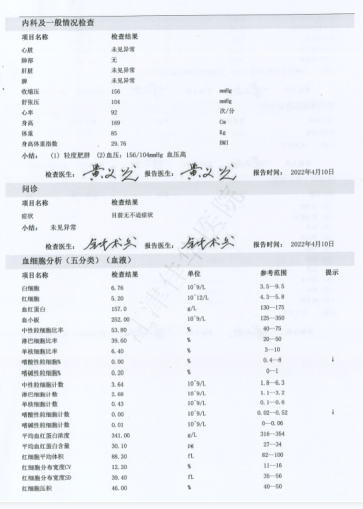 内科及一般情况检查
项目名称 检查结果
心脏 未见异常
肺部 无
肝脏 未见异常
脾 未见异常
收缩压 156 mmHg
舒张压 104 mmHg
心率 92 次/分
身高 169 Cm
体重 85 Kg
身高体重指数 29.76 BMI
小结： (1) 轻度肥胖 (2)血压：156/104mmHg 血压高
检查医生： 报告医生： 报告时间： 2022年4月10日
问诊
项目名称 检查结果
症状 目前无不适症状
小结： 未见异常
检查医生： 报告医生： 报告时间： 2022年4月10日
血细胞分析（五分类）（血液）
项目名称 检查结果 单位 参考范围 提示
白细胞 6.76 10^9/L 3.5--9.5
红细胞 5.20 10^12/L 4.3--5.8
血红蛋白 157.0 g/L 130--175
血小板 252.00 10^9/L 125--350
中性粒细胞比率 53.80 % 40--75
淋巴细胞比率 39.60 % 20--50
单核细胞比率 6.40 % 3--10
嗜酸性粒细胞% 0.00 % 0.4--8 ↓
嗜碱性粒细胞% 0.20 % 0--1
中性粒细胞计数 3.64 10^9/L 1.8--6.3
淋巴细胞计数 2.68 10^9/L 1.1--3.2
单核细胞计数 0.43 10^9/L 0.1--0.6
嗜酸性粒细胞计数 0.00 10^9/L 0.02--0.52 ↓
嗜碱性粒细胞计数 0.01 10^9/L 0--0.06
平均血红蛋白浓度 341.00 g/L 316--354
平均血红蛋白含量 30.10 pg 27--34
红细胞平均体积 88.30 fL 82--100
红细胞分布宽度CV 12.30 % 11--16
红细胞分布宽度SD 39.40 fL 35--56
红细胞压积 46.00 % 40--50